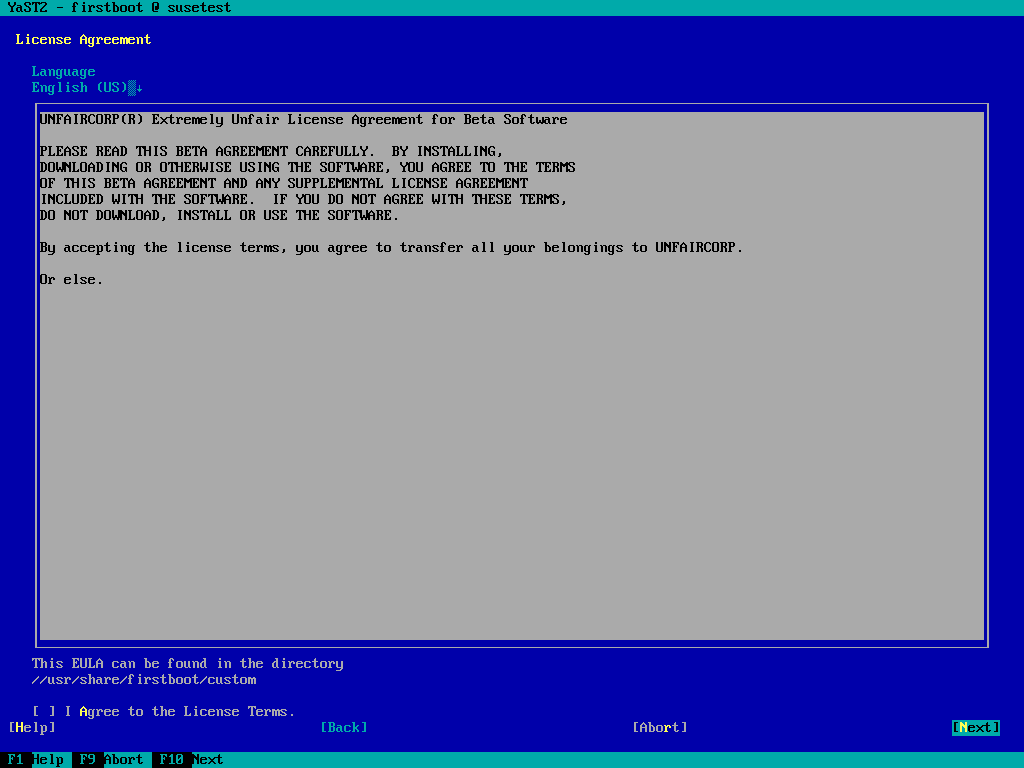 YaST2 - firstboot @ susetest
License Agreement
Language
English (US)▒↓
UNFAIRCORP(R) Extremely Unfair License Agreement for Beta Software
PLEASE READ THIS BETA AGREEMENT CAREFULLY.  BY INSTALLING,
DOWNLOADING OR OTHERWISE USING THE SOFTWARE, YOU AGREE TO THE TERMS
OF THIS BETA AGREEMENT AND ANY SUPPLEMENTAL LICENSE AGREEMENT
INCLUDED WITH THE SOFTWARE.  IF YOU DO NOT AGREE WITH THESE TERMS,
DO NOT DOWNLOAD, INSTALL OR USE THE SOFTWARE.
By accepting the license terms, you agree to transfer all your belongings to UNFAIRCORP.
Or else.
This EULA can be found in the directory
//usr/share/firstboot/custom
[ ] I Agree to the License Terms.
[Help] [Back] [Abort] [Next]
F1 Help F9 Abort F10 Next